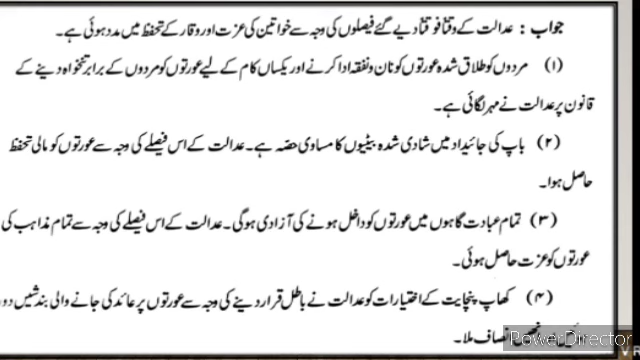 جواب : عدالت کے وقتاً فوقتاً دیے گئے فیصلوں کی وجہ سے خواتین کی عزت اور وقار کے تحفظ میں مدد ہوئی ہے۔
(۱) مردوں کو طلاق شدہ عورتوں کو نان و نفقہ ادا کرنے اور یکساں کام کے لیے عورتوں کو مردوں کے برابر تنخواہ دینے کے
قانون پر عدالت نے مہر لگائی ہے۔
(۲) باپ کی جائیداد میں شادی شدہ بیٹیوں کا مساوی حصّہ ہے۔ عدالت کے اس فیصلے کی وجہ سے عورتوں کو مالی تحفظ
حاصل ہوا۔
(۳) تمام عبادت گاہوں میں عورتوں کو داخل ہونے کی آزادی ہوگی۔ عدالت کے اس فیصلے کی وجہ سے تمام مذاہب کی
عورتوں کو عزت حاصل ہوئی۔
(۴) کھاپ پنچایت کے اختیارات کو عدالت نے باطل قرار دینے کی وجہ سے عورتوں پر عائد کی جانے والی بندشیں دور
انصاف ملا۔
PowerDirector